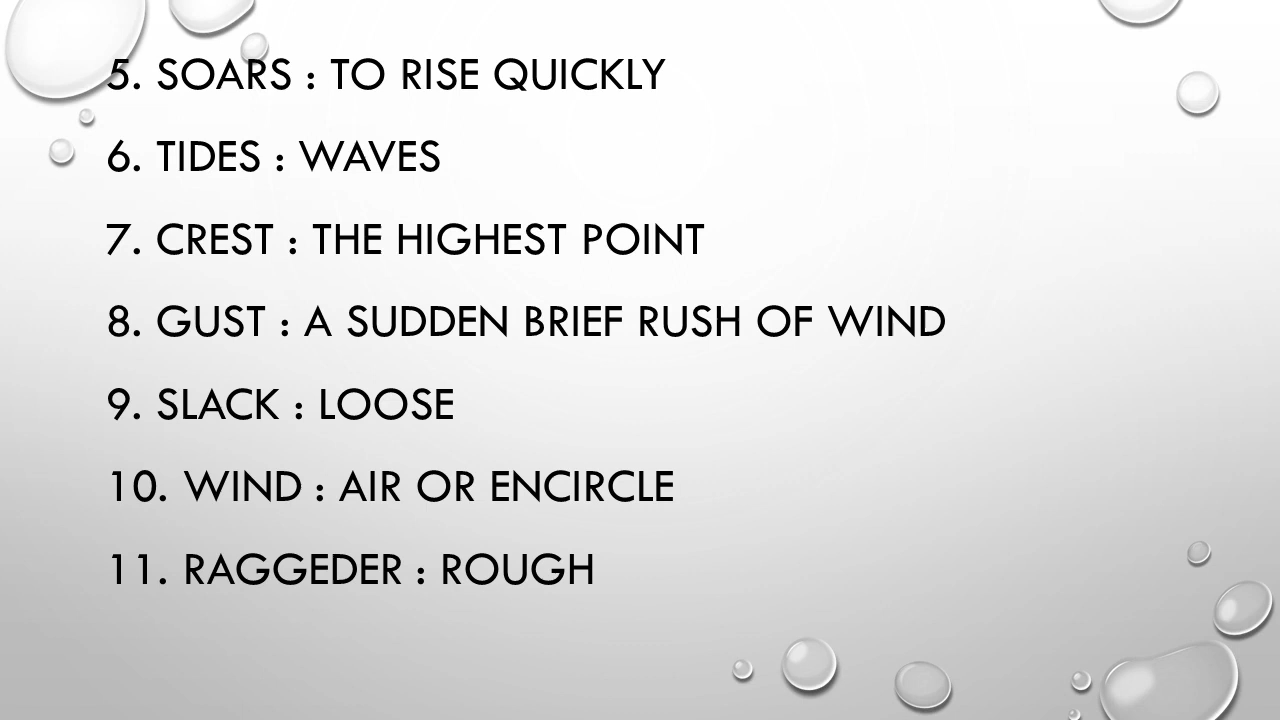 5. SOARS : TO RISE QUICKLY
6. TIDES : WAVES
7. CREST : THE HIGHEST POINT
8. GUST : A SUDDEN BRIEF RUSH OF WIND
9. SLACK : LOOSE
10. WIND : AIR OR ENCIRCLE
11. RAGGEDER : ROUGH